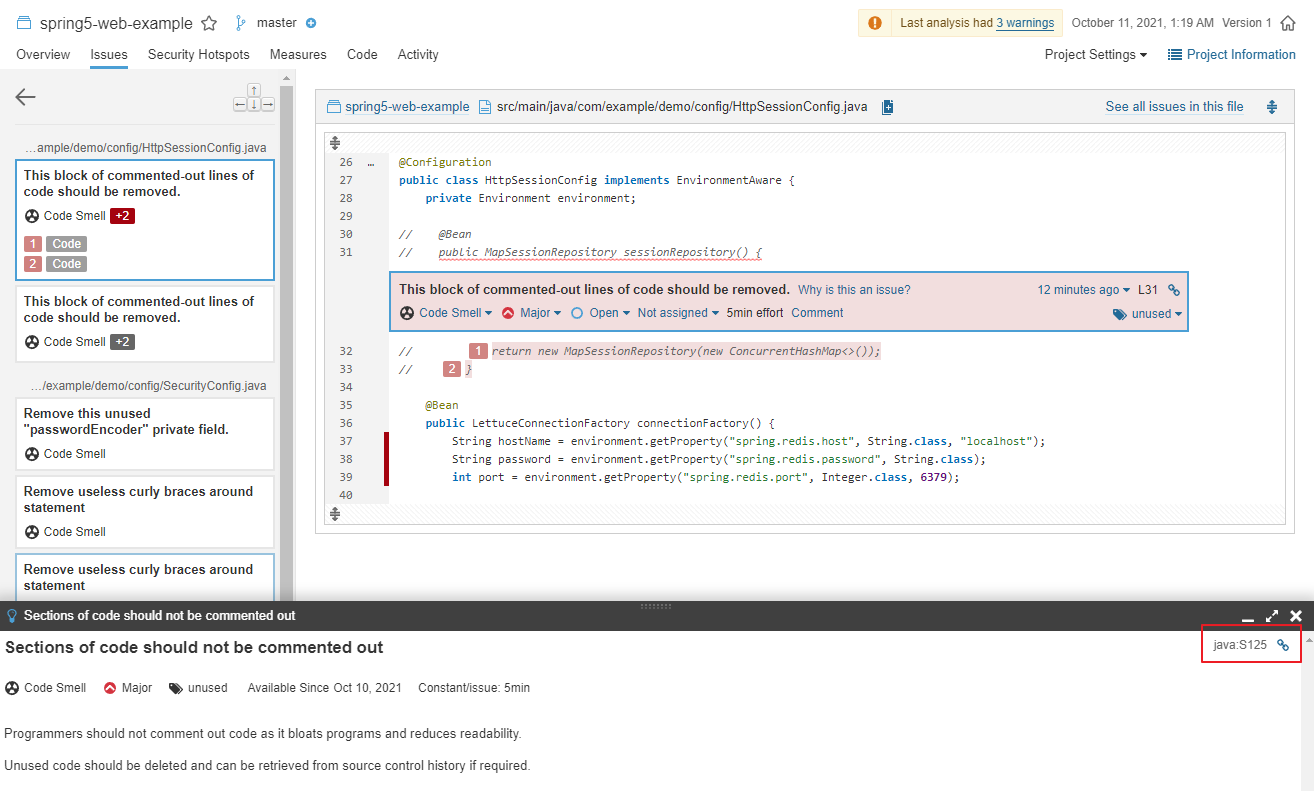 spring5-web-example master Last analysis had 3 warnings October 11, 2021, 1:19 AM Version 1
Overview Issues Security Hotspots Measures Code Activity Project Settings Project Information
…ample/demo/config/HttpSessionConfig.java
This block of commented-out lines of
code should be removed.
Code Smell +2
1 Code
2 Code
This block of commented-out lines of
code should be removed.
Code Smell +2
…/example/demo/config/SecurityConfig.java
Remove this unused
"passwordEncoder" private field.
Code Smell
Remove useless curly braces around
statement
Code Smell
Remove useless curly braces around
statement
spring5-web-example src/main/java/com/example/demo/config/HttpSessionConfig.java See all issues in this file
26 … @Configuration
27 public class HttpSessionConfig implements EnvironmentAware {
28     private Environment environment;
29
30 //    @Bean
31 //    public MapSessionRepository sessionRepository() {
This block of commented-out lines of code should be removed. Why is this an issue? 12 minutes ago L31
Code Smell Major Open Not assigned 5min effort Comment unused
32 //        1 return new MapSessionRepository(new ConcurrentHashMap<>());
33 //    2 }
34
35     @Bean
36     public LettuceConnectionFactory connectionFactory() {
37         String hostName = environment.getProperty("spring.redis.host", String.class, "localhost");
38         String password = environment.getProperty("spring.redis.password", String.class);
39         int port = environment.getProperty("spring.redis.port", Integer.class, 6379);
40
Sections of code should not be commented out
Sections of code should not be commented out java:S125
Code Smell Major unused Available Since Oct 10, 2021 Constant/issue: 5min
Programmers should not comment out code as it bloats programs and reduces readability.
Unused code should be deleted and can be retrieved from source control history if required.